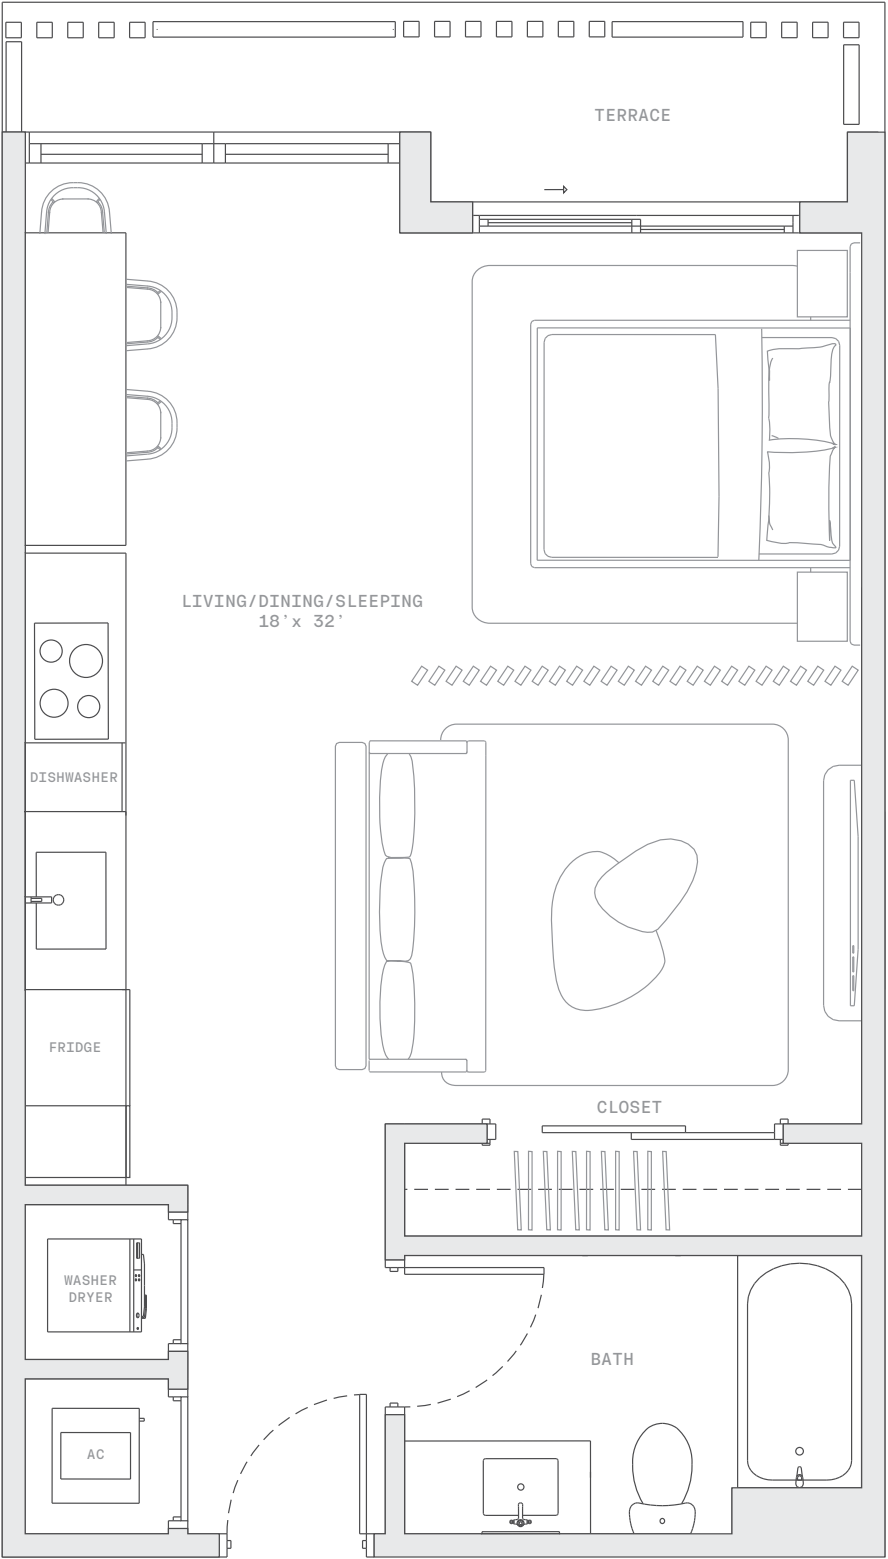 TERRACE
LIVING/DINING/SLEEPING
18'x 32'
DISHWASHER
FRIDGE
CLOSET
WASHER
DRYER
BATH
AC